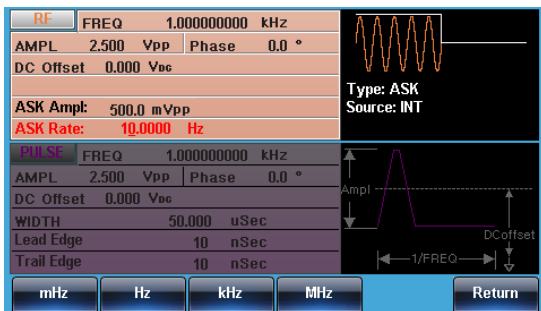 RF FREQ 1.000000000 kHz
AMPL 2.500 Vpp Phase 0.0 °
DC Offset 0.000 VDC
Type: ASK
ASK Ampl: 500.0 mVpp Source: INT
ASK Rate: 10.0000 Hz
PULSE FREQ 1.000000000 kHz
AMPL 2.500 Vpp Phase 0.0 °
Ampl
DC Offset 0.000 VDC
WIDTH 50.000 uSec
DCoffset
Lead Edge 10 nSec
1/FREQ
Trail Edge 10 nSec
mHz Hz kHz MHz Return